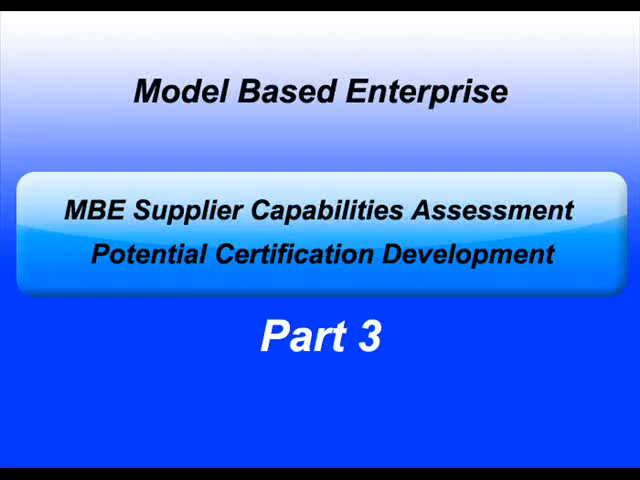 Model Based Enterprise
MBE Supplier Capabilities Assessment
Potential Certification Development
Part 3